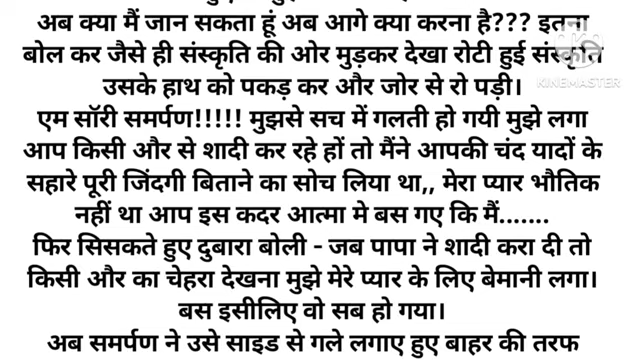 अब क्या मैं जान सकता हूं अब आगे क्या करना है??? इतना
बोल कर जैसे ही संस्कृति की ओर मुड़कर देखा रोटी हुई संस्कृति
उसके हाथ को पकड़ कर और जोर से रो पड़ी।
एम सॉरी समर्पण!!!!! मुझसे सच में गलती हो गयी मुझे लगा
आप किसी और से शादी कर रहे हों तो मैंने आपकी चंद यादों के
सहारे पूरी जिंदगी बिताने का सोच लिया था,, मेरा प्यार भौतिक
नहीं था आप इस कदर आत्मा मे बस गए कि मैं.......
फिर सिसकते हुए दुबारा बोली - जब पापा ने शादी करा दी तो
किसी और का चेहरा देखना मुझे मेरे प्यार के लिए बेमानी लगा।
बस इसीलिए वो सब हो गया।
अब समर्पण ने उसे साइड से गले लगाए हुए बाहर की तरफ
KINEMASTER